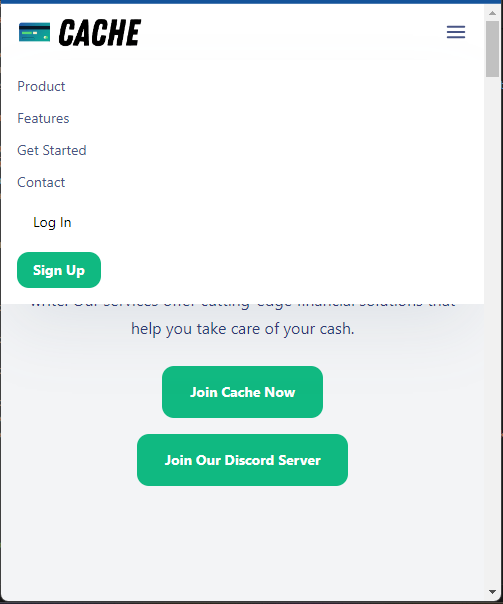 CACHE
Product
Features
Get Started
Contact
Log In
Sign Up
write. Our services offer cutting-edge financial solutions that
help you take care of your cash.
Join Cache Now
Join Our Discord Server